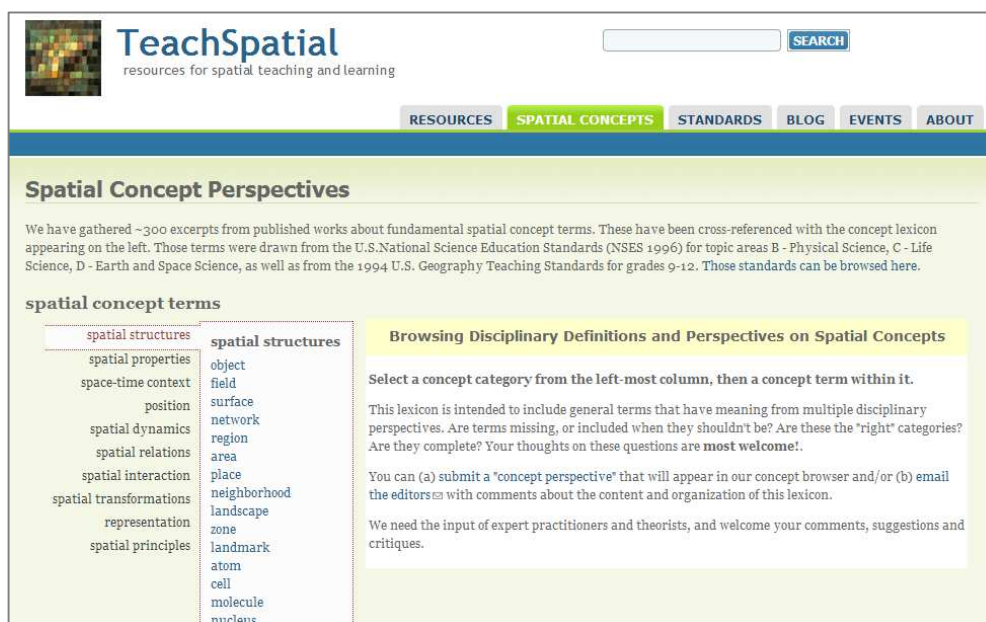 TeachSpatial
resources for spatial teaching and learning
SEARCH
RESOURCES SPATIAL CONCEPTS STANDARDS BLOG EVENTS ABOUT
Spatial Concept Perspectives
We have gathered ~300 excerpts from published works about fundamental spatial concept terms. These have been cross-referenced with the concept lexicon
appearing on the left. Those terms were drawn from the U.S.National Science Education Standards (NSES 1996) for topic areas B - Physical Science, C - Life
Science, D - Earth and Space Science, as well as from the 1994 U.S. Geography Teaching Standards for grades 9-12. Those standards can be browsed here.
spatial concept terms
spatial structures
spatial properties
space-time context
position
spatial dynamics
spatial relations
spatial interaction
spatial transformations
representation
spatial principles
spatial structures
object
field
surface
network
region
area
place
neighborhood
landscape
zone
landmark
atom
cell
molecule
nucleus
Browsing Disciplinary Definitions and Perspectives on Spatial Concepts
Select a concept category from the left-most column, then a concept term within it.
This lexicon is intended to include general terms that have meaning from multiple disciplinary
perspectives. Are terms missing, or included when they shouldn't be? Are these the "right" categories?
Are they complete? Your thoughts on these questions are most welcome!.
You can (a) submit a "concept perspective" that will appear in our concept browser and/or (b) email
the editors with comments about the content and organization of this lexicon.
We need the input of expert practitioners and theorists, and welcome your comments, suggestions and
critiques.